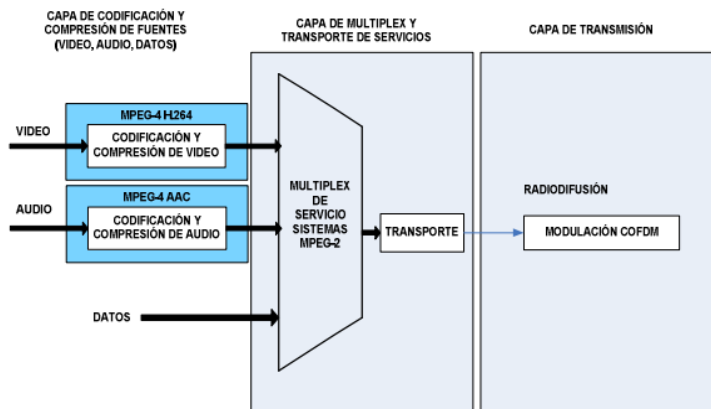 CAPA DE CODIFICACIÓN Y
COMPRESIÓN DE FUENTES
(VIDEO, AUDIO, DATOS)
CAPA DE MULTIPLEX Y
TRANSPORTE DE SERVICIOS
CAPA DE TRANSMISIÓN
MPEG-4 H.264
VIDEO
CODIFICACIÓN Y
COMPRESIÓN DE VIDEO
MPEG-4 AAC
AUDIO
CODIFICACIÓN Y
COMPRESIÓN DE AUDIO
DATOS
MULTIPLEX
DE
SERVICIO
SISTEMAS
MPEG-2
TRANSPORTE
RADIODIFUSIÓN
MODULACIÓN COFDM